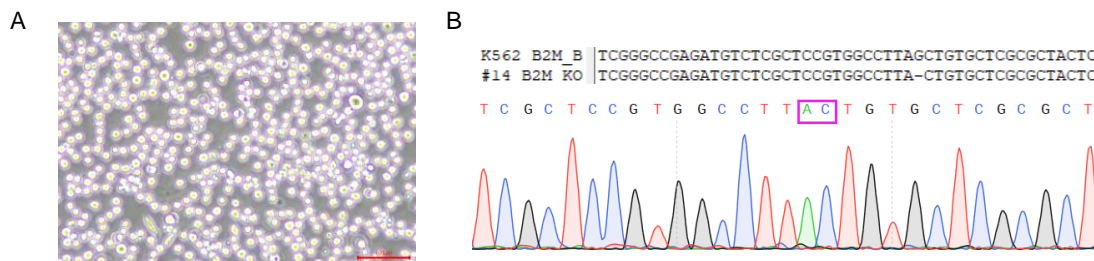 A
B
K562 B2M_B TCGGGCCGAGATGTCTCGCTCCGTGGCCTTAGCTGTGCTCGCGCTACTC
#14 B2M KO TCGGGCCGAGATGTCTCGCTCCGTGGCCTTA-CTGTGCTCGCGCTACTC
T C G C T C C G T G G C C T T A C T G T G C T C G C G C T